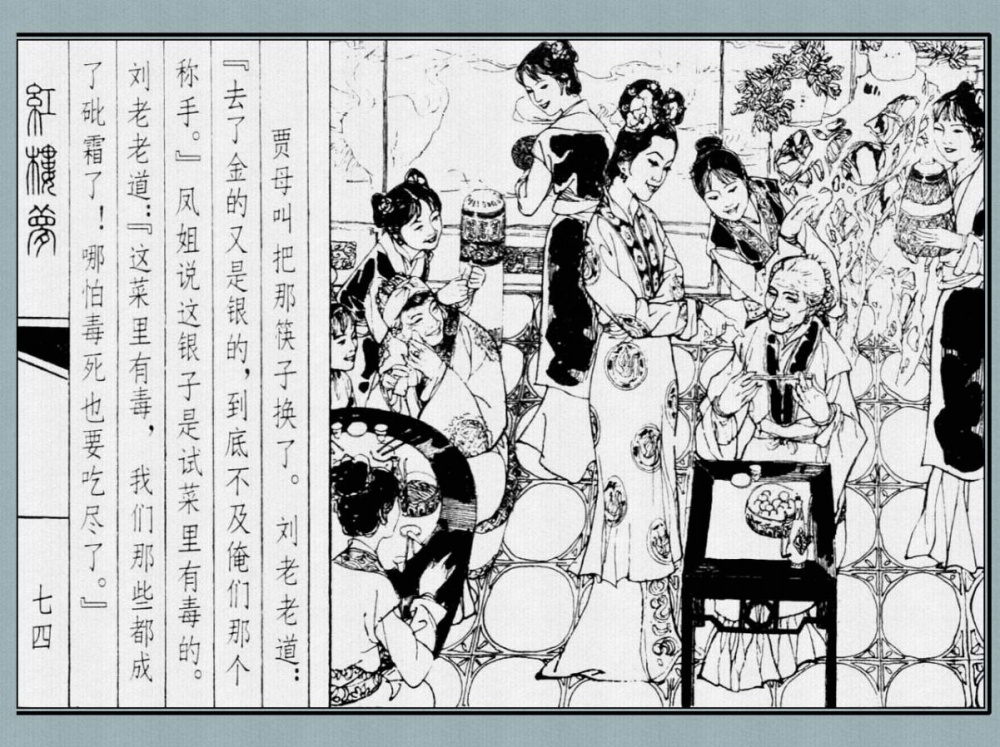 贾母叫把那筷子换了。刘老老道：
『去了金的又是银的，到底不及俺们那个
称手。』凤姐说这银子是试菜里有毒的。
刘老老道：『这菜里有毒，我们那些都成
了砒霜了！哪怕毒死也要吃尽了。』
紅樓夢
七四